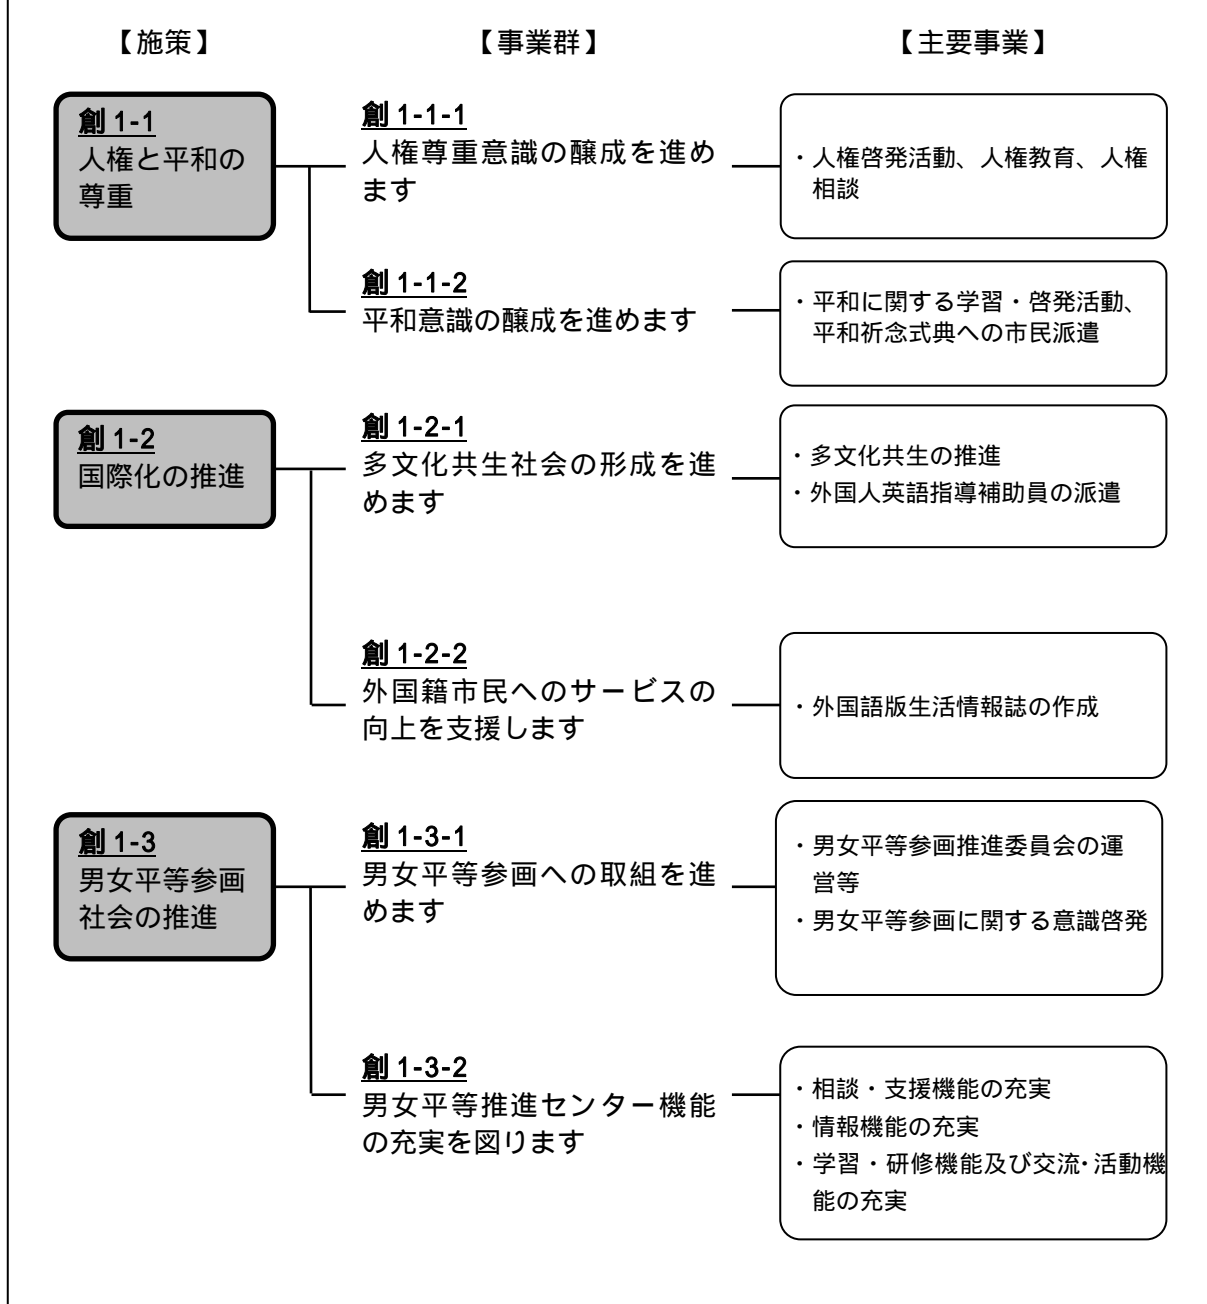 【施策】
【事業群】
【主要事業】
創 1-1
人権と平和の
尊重
創 1-1-1
人権尊重意識の醸成を進め
ます
・人権啓発活動、人権教育、人権
相談
創 1-1-2
平和意識の醸成を進めます
・平和に関する学習・啓発活動、
平和祈念式典への市民派遣
創 1-2
国際化の推進
創 1-2-1
多文化共生社会の形成を進
めます
・多文化共生の推進
・外国人英語指導補助員の派遣
創 1-2-2
外国籍市民へのサービスの
向上を支援します
・外国語版生活情報誌の作成
創 1-3
男女平等参画
社会の推進
創 1-3-1
男女平等参画への取組を進
めます
・男女平等参画推進委員会の運
営等
・男女平等参画に関する意識啓発
創 1-3-2
男女平等推進センター機能
の充実を図ります
・相談・支援機能の充実
・情報機能の充実
・学習・研修機能及び交流・活動機
能の充実